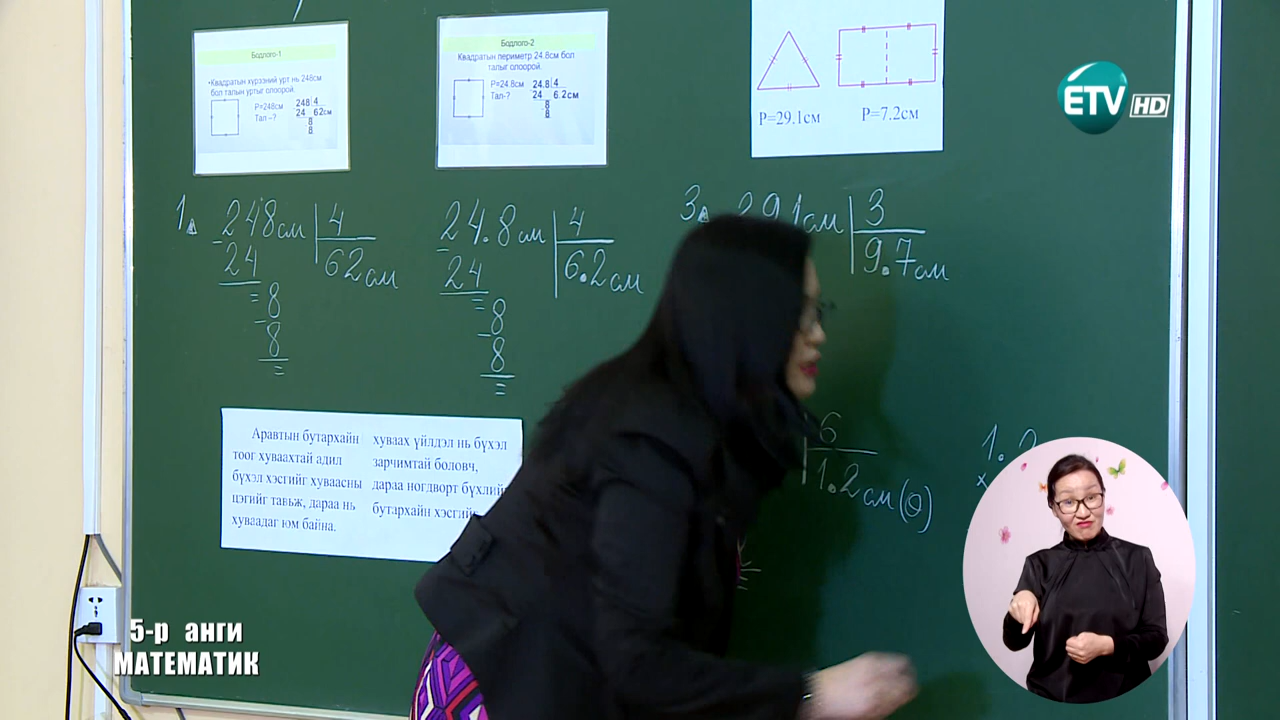 Бодлого-1
•Квадратын хүрээний урт нь 248см
бол талын уртыг олоорой.
P=248см
Тал –?
248 4
24 62см
8
8
Бодлого-2
Квадратын периметр 24.8см бол
талыг олоорой.
P=24.8см
Тал-?
24.8 4
24 6.2см
8
8
P=29.1см
P=7.2см
ETV HD
1. 248см 4
24 62см
8
8
24.8см 4
24 6.2см
8
8
3. 29.1см 3
9.7см
6
1.2см(ө)
1.2
x
Аравтын бутархайн
тоог хуваахтай адил
бүхэл хэсгийг хуваасны
цэгийг тавьж, дараа нь
хуваадаг юм байна.
хуваах үйлдэл нь бүхэл
зарчимтай боловч,
дараа ногдворт бүхлийн
бутархайн хэсгийг
5-р анги
МАТЕМАТИК